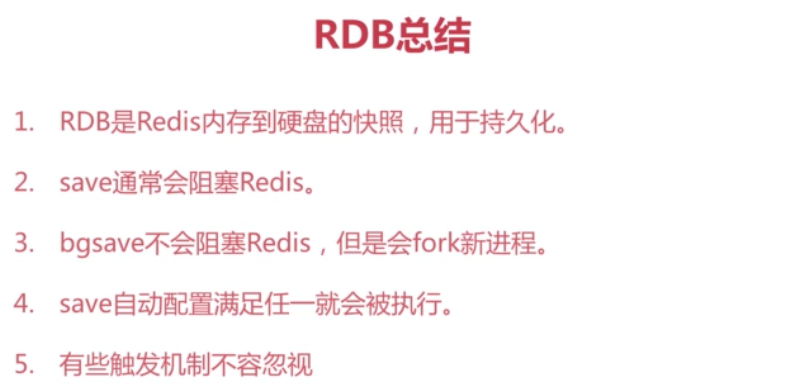 RDB总结
1. RDB是Redis内存到硬盘的快照，用于持久化。
2. save通常会阻塞Redis。
3. bgsave不会阻塞Redis，但是会fork新进程。
4. save自动配置满足任一就会被执行。
5. 有些触发机制不容忽视